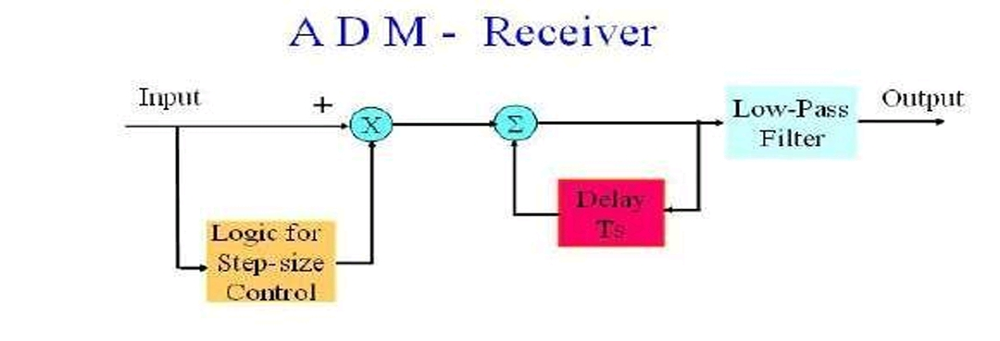 A D M - Receiver
Input
+
X
Σ
Low-Pass
Filter
Output
Delay
Ts
Logic for
Step-size
Control